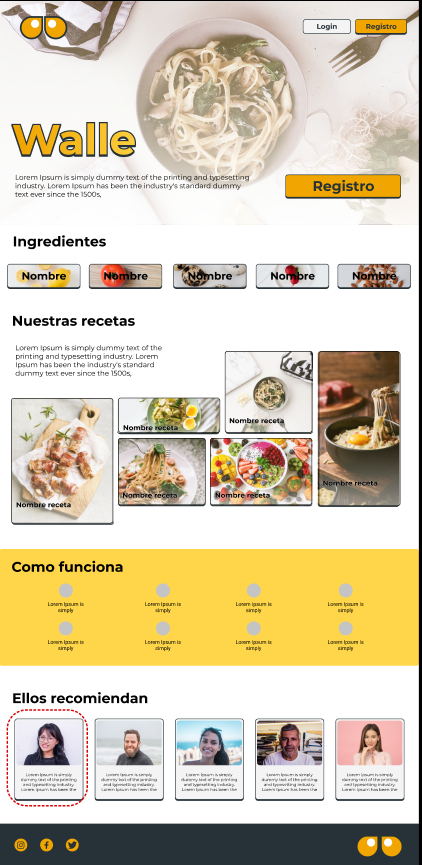 Login
Registro
Walle
Lorem Ipsum is simply dummy text of the printing and typesetting
industry. Lorem Ipsum has been the industry's standard dummy
text ever since the 1500s,
Registro
Ingredientes
Nombre
Nombre
Nombre
Nombre
Nombre
Nuestras recetas
Lorem Ipsum is simply dummy text of the
printing and typesetting industry. Lorem
Ipsum has been the industry's standard
dummy text ever since the 1500s,
Nombre receta
Nombre receta
Nombre receta
Nombre receta
Nombre receta
Nombre receta
Como funciona
Lorem Ipsum is
simply
Lorem Ipsum is
simply
Lorem Ipsum is
simply
Lorem Ipsum is
simply
Lorem Ipsum is
simply
Lorem Ipsum is
simply
Lorem Ipsum is
simply
Lorem Ipsum is
simply
Ellos recomiendan
Lorem Ipsum is simply
dummy text of the printing
and typesetting industry.
Lorem Ipsum has been the
Lorem Ipsum is simply
dummy text of the printing
and typesetting industry.
Lorem Ipsum has been the
Lorem Ipsum is simply
dummy text of the printing
and typesetting industry.
Lorem Ipsum has been the
Lorem Ipsum is simply
dummy text of the printing
and typesetting industry.
Lorem Ipsum has been the
Lorem Ipsum is simply
dummy text of the printing
and typesetting industry.
Lorem Ipsum has been the